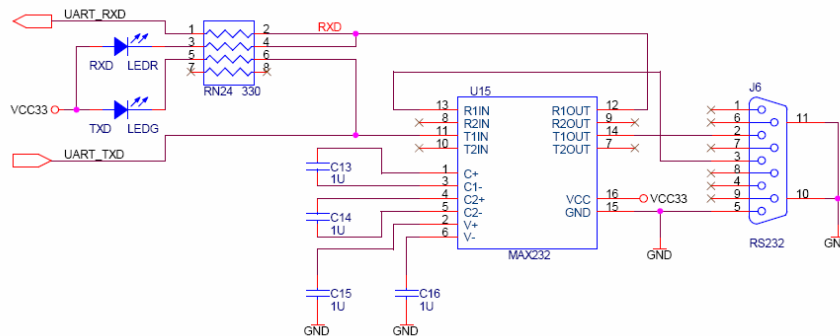 UART_RXD
RXD
1 2
3 4
5 6
7 8
RXD LEDR
RN24 330
VCC33
TXD LEDG
UART_TXD
U15
13 R1IN R1OUT 12
8 R2IN R2OUT 9
11 T1IN T1OUT 14
10 T2IN T2OUT 7
1 C+
3 C1-
4 C2+
5 C2-
2 V+
6 V-
VCC 16 VCC33
GND 15
MAX232
C13
1U
C14
1U
C15
1U
C16
1U
GND
GND
GND
J6
1
6
2
7
3
8
4
9
5
11
10
RS232
GND